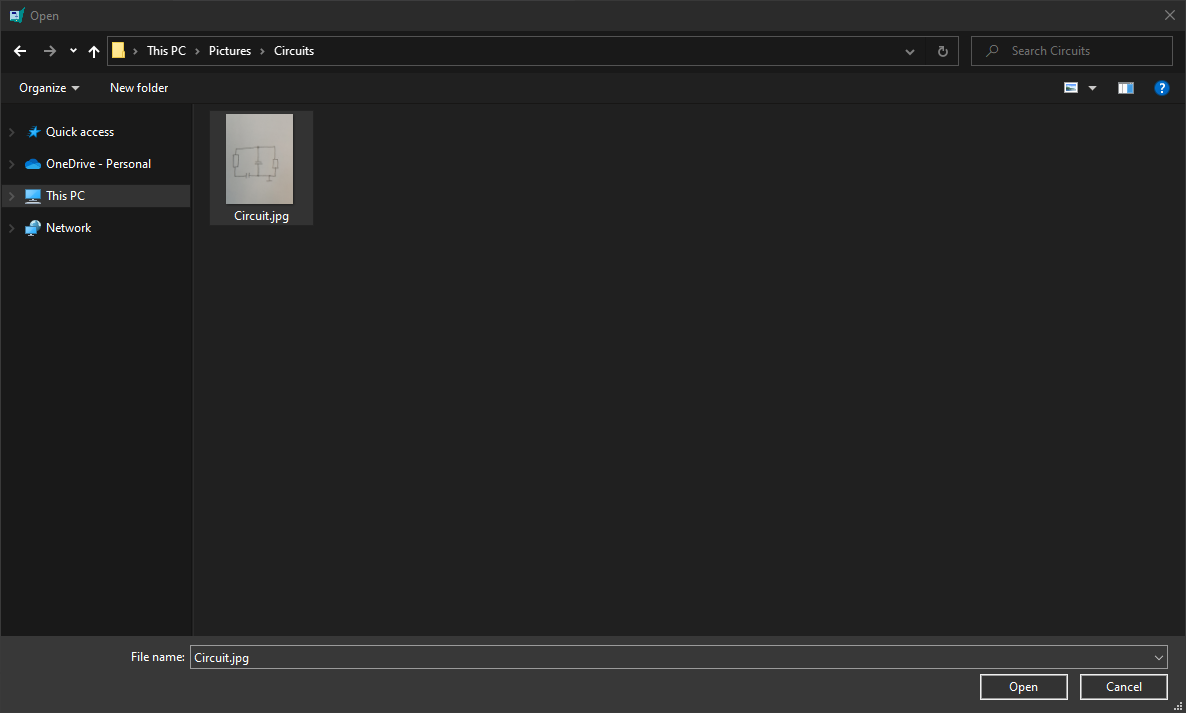 Open
This PC Pictures Circuits
Search Circuits
Organize New folder
?
Quick access
OneDrive - Personal
This PC
Network
Circuit.jpg
File name: Circuit.jpg
Open Cancel